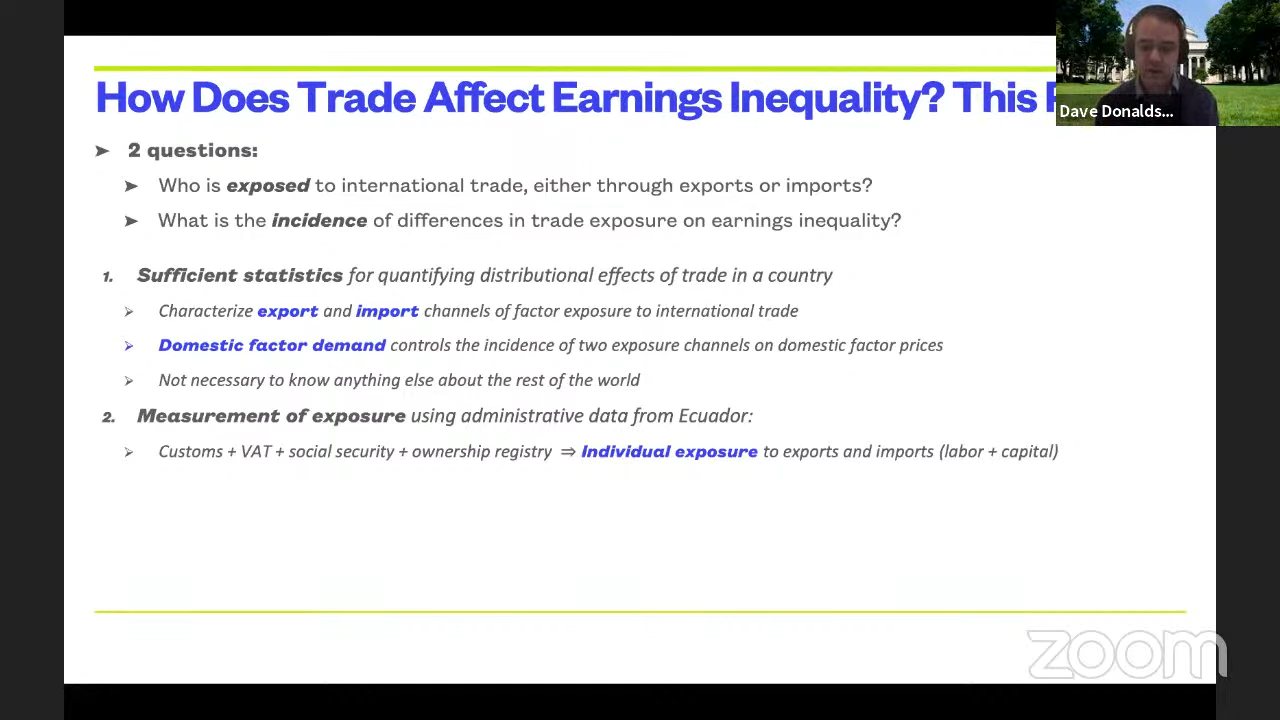 How Does Trade Affect Earnings Inequality? This
Dave Donalds...
➤ 2 questions:
➤ Who is exposed to international trade, either through exports or imports?
➤ What is the incidence of differences in trade exposure on earnings inequality?
1. Sufficient statistics for quantifying distributional effects of trade in a country
➢ Characterize export and import channels of factor exposure to international trade
➢ Domestic factor demand controls the incidence of two exposure channels on domestic factor prices
➢ Not necessary to know anything else about the rest of the world
2. Measurement of exposure using administrative data from Ecuador:
➢ Customs + VAT + social security + ownership registry ⇒ Individual exposure to exports and imports (labor + capital)
zoom